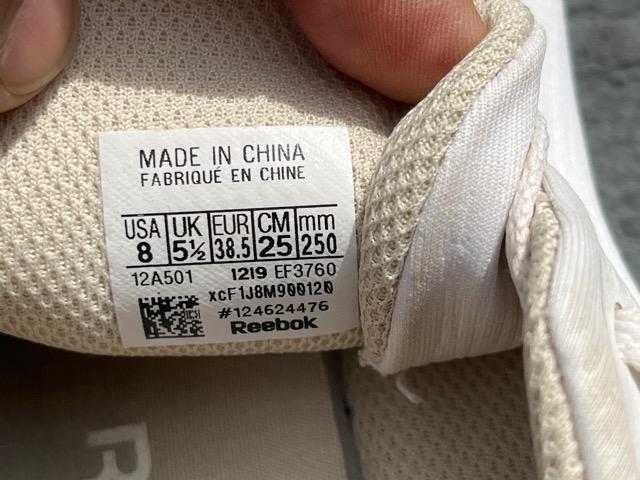 MADE IN CHINA
FABRIQUÉ EN CHINE
USA UK EUR CM mm
8 5½ 38.5 25 250
12A501 1219 EF3760
xcF1J8M900120
#124624476
Reebok
R